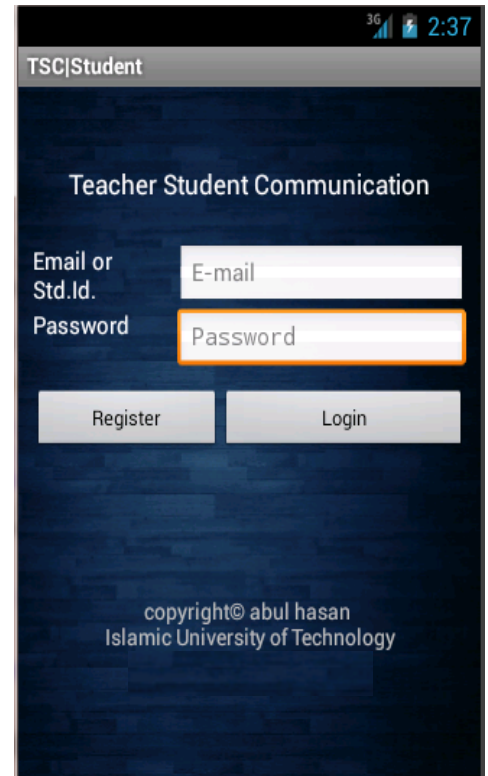 3G 2:37
TSC|Student
Teacher Student Communication
Email or
Std.Id.
E-mail
Password
Password
Register
Login
copyright© abul hasan
Islamic University of Technology